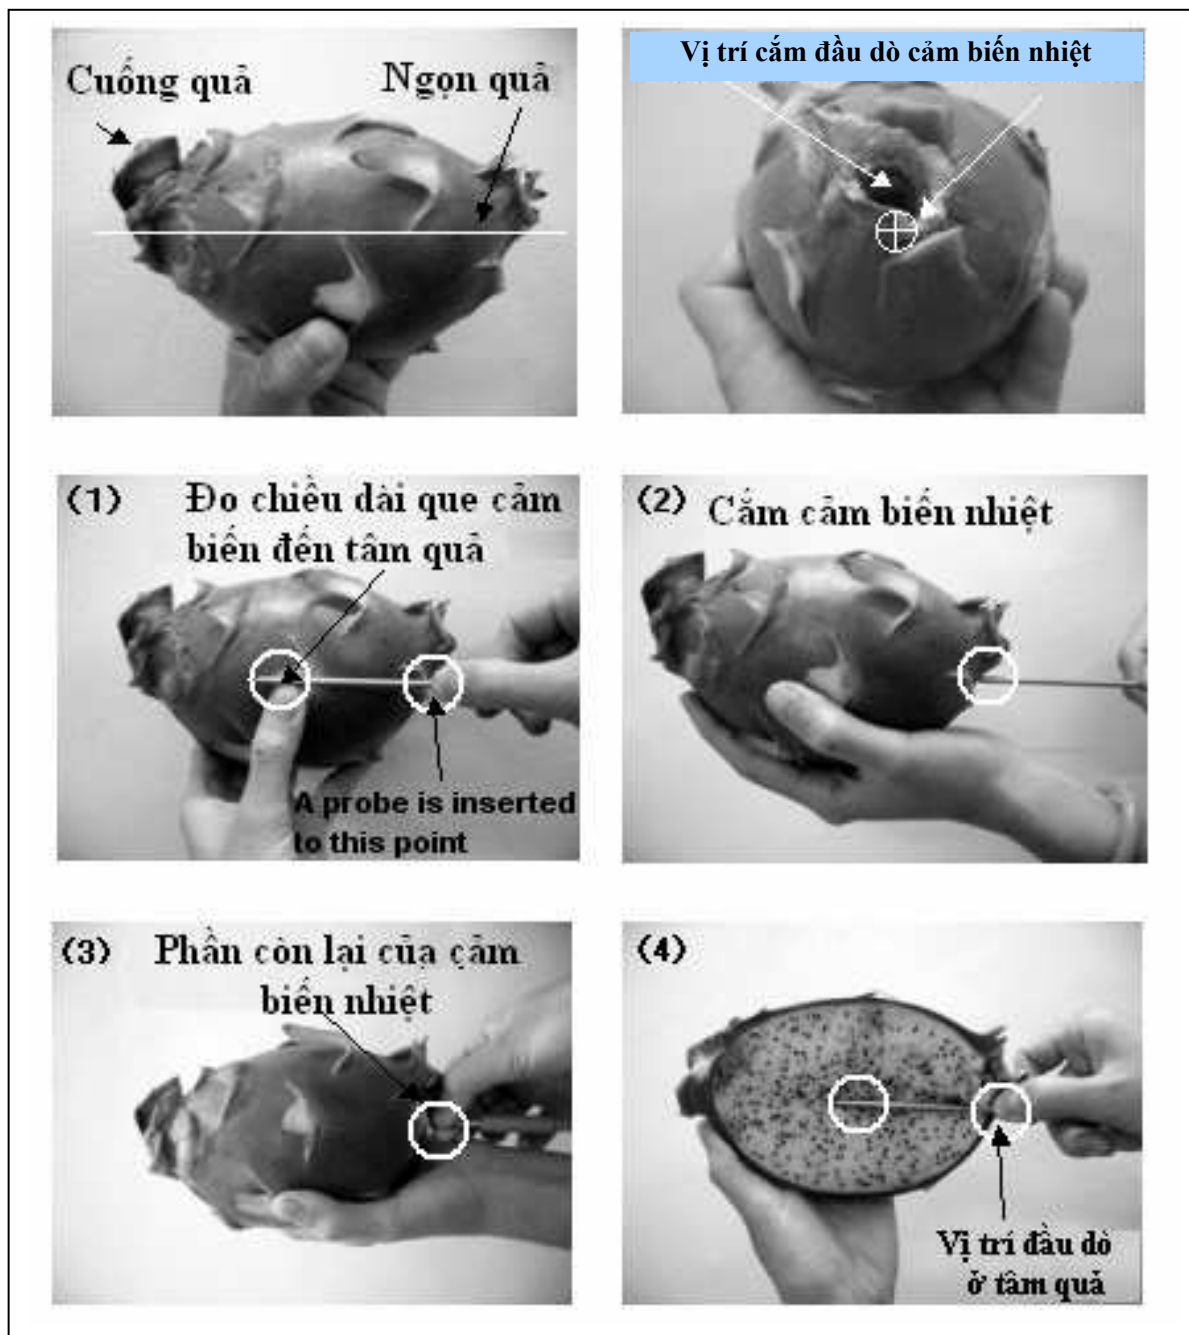 Cuống quả
Ngọn quả
Vị trí cắm đầu dò cảm biến nhiệt
(1)
Đo chiều dài que cảm
biến đến tâm quả
A probe is inserted
to this point
(2)
Cắm cảm biến nhiệt
(3)
Phần còn lại của cảm
biến nhiệt
(4)
Vị trí đầu dò
ở tâm quả